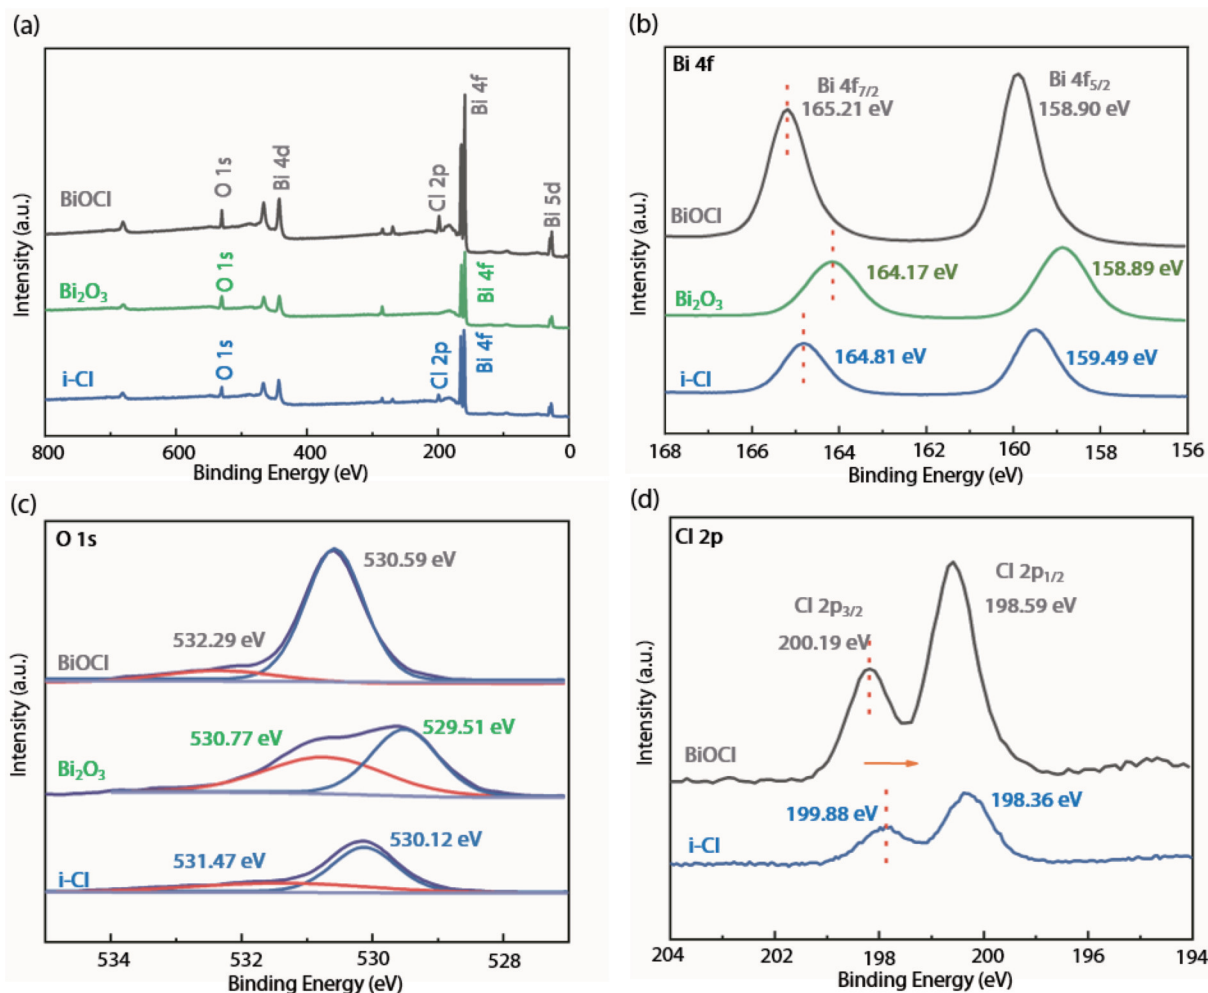 (a)
BiOCl
Bi₂O₃
i-Cl
O 1s
Bi 4d
Cl 2p
Bi 4f
Bi 5d
O 1s
Bi 4f
O 1s
Cl 2p
Bi 4f
Intensity (a.u.)
800 600 400 200 0
Binding Energy (eV)
(b)
Bi 4f
Bi 4f₇/₂
165.21 eV
Bi 4f₅/₂
158.90 eV
BiOCl
164.17 eV
158.89 eV
Bi₂O₃
164.81 eV
159.49 eV
i-Cl
Intensity (a.u.)
168 166 164 162 160 158 156
Binding Energy (eV)
(c)
O 1s
530.59 eV
532.29 eV
BiOCl
530.77 eV
529.51 eV
Bi₂O₃
530.12 eV
531.47 eV
i-Cl
Intensity (a.u.)
534 532 530 528
Binding Energy (eV)
(d)
Cl 2p
Cl 2p₁/₂
198.59 eV
Cl 2p₃/₂
200.19 eV
BiOCl
199.88 eV
198.36 eV
i-Cl
Intensity (a.u.)
204 202 198 200 196 194
Binding Energy (eV)